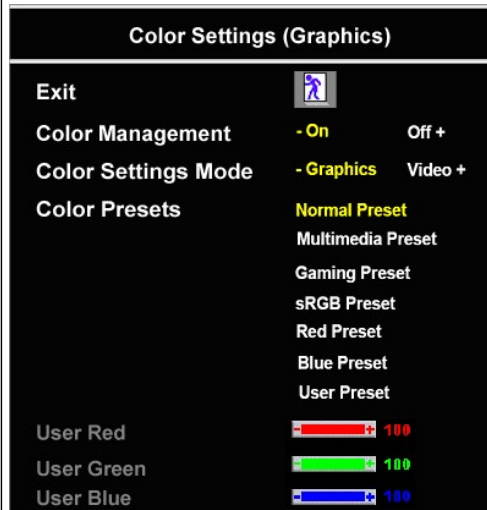 Color Settings (Graphics)
Exit
Color Management - On Off +
Color Settings Mode - Graphics Video +
Color Presets Normal Preset
Multimedia Preset
Gaming Preset
sRGB Preset
Red Preset
Blue Preset
User Preset
User Red - + 100
User Green - + 100
User Blue - + 100